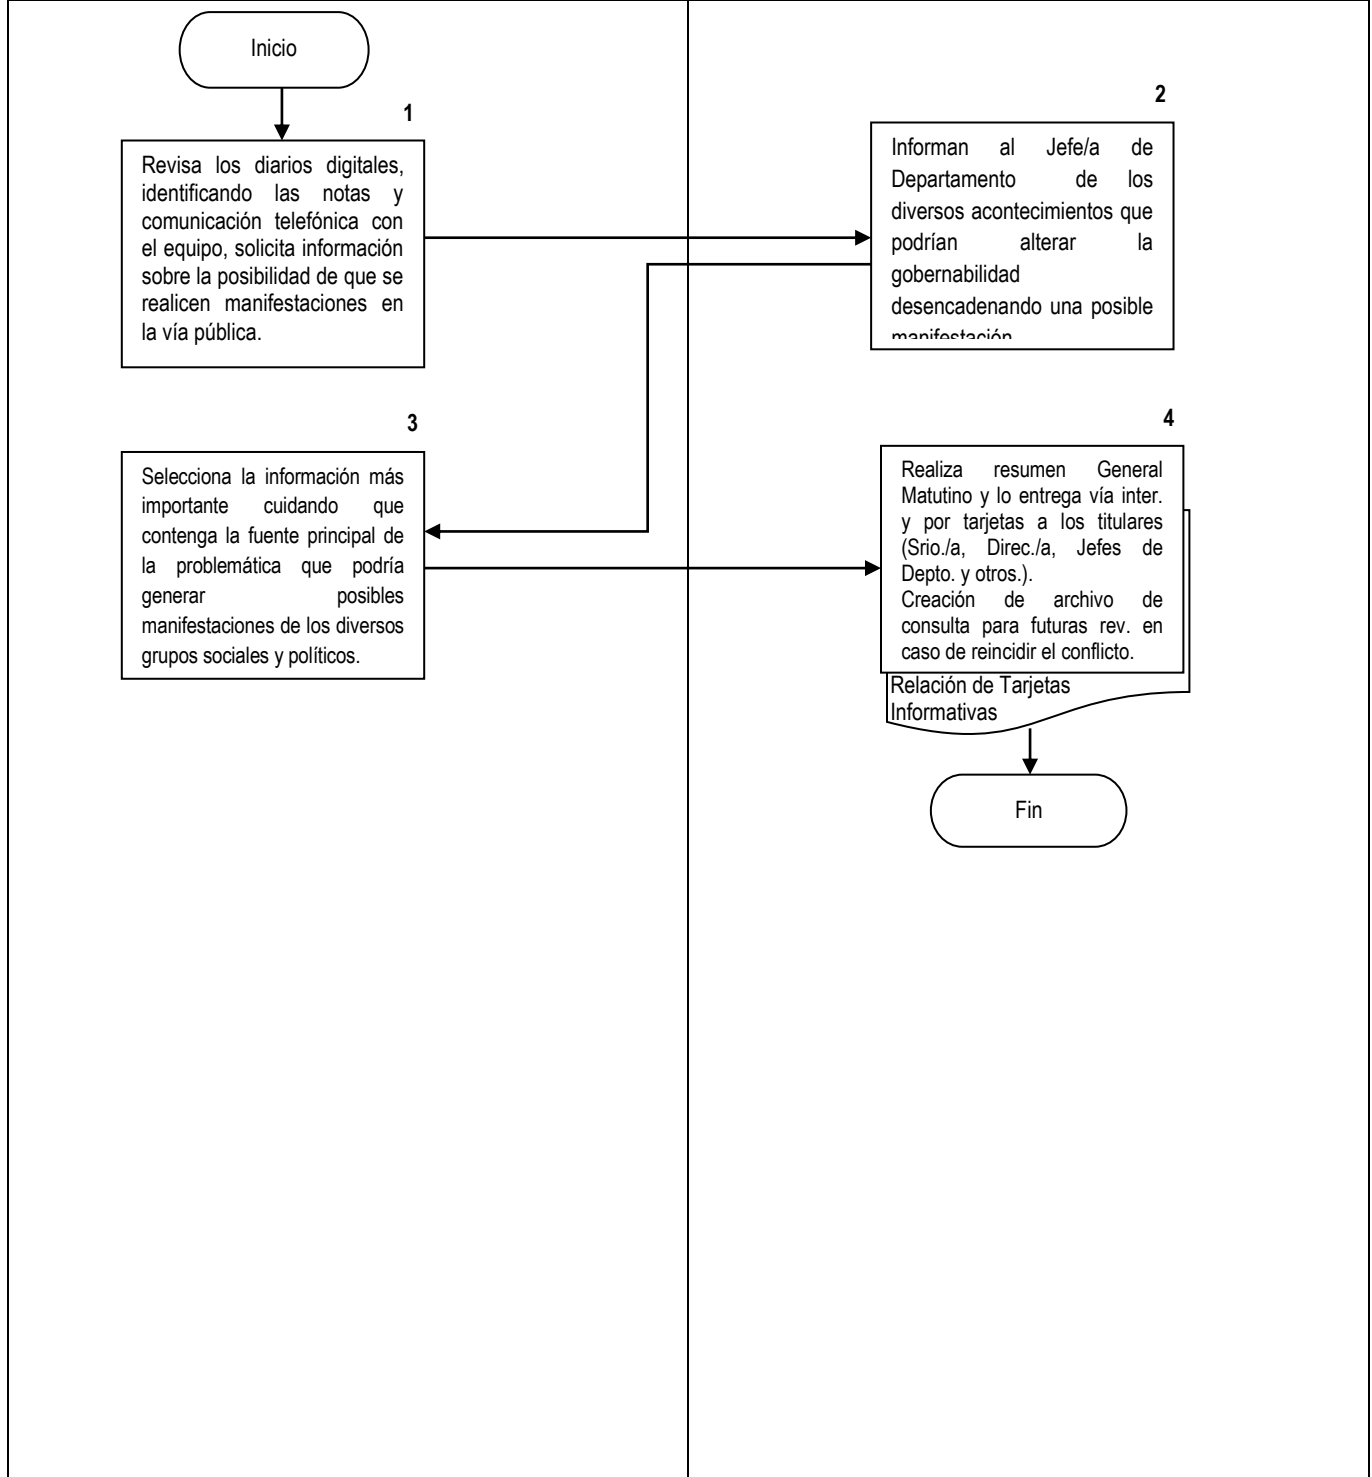 Inicio
1
Revisa los diarios digitales,
identificando las notas y
comunicación telefónica con
el equipo, solicita información
sobre la posibilidad de que se
realicen manifestaciones en
la vía pública.
2
Informan al Jefe/a de
Departamento de los
diversos acontecimientos que
podrían alterar la
gobernabilidad
desencadenando una posible
manifestación
3
Selecciona la información más
importante cuidando que
contenga la fuente principal de
la problemática que podría
generar posibles
manifestaciones de los diversos
grupos sociales y políticos.
4
Realiza resumen General
Matutino y lo entrega vía inter.
y por tarjetas a los titulares
(Srio./a, Direc./a, Jefes de
Depto. y otros.).
Creación de archivo de
consulta para futuras rev. en
caso de reincidir el conflicto.
Relación de Tarjetas
Informativas
Fin